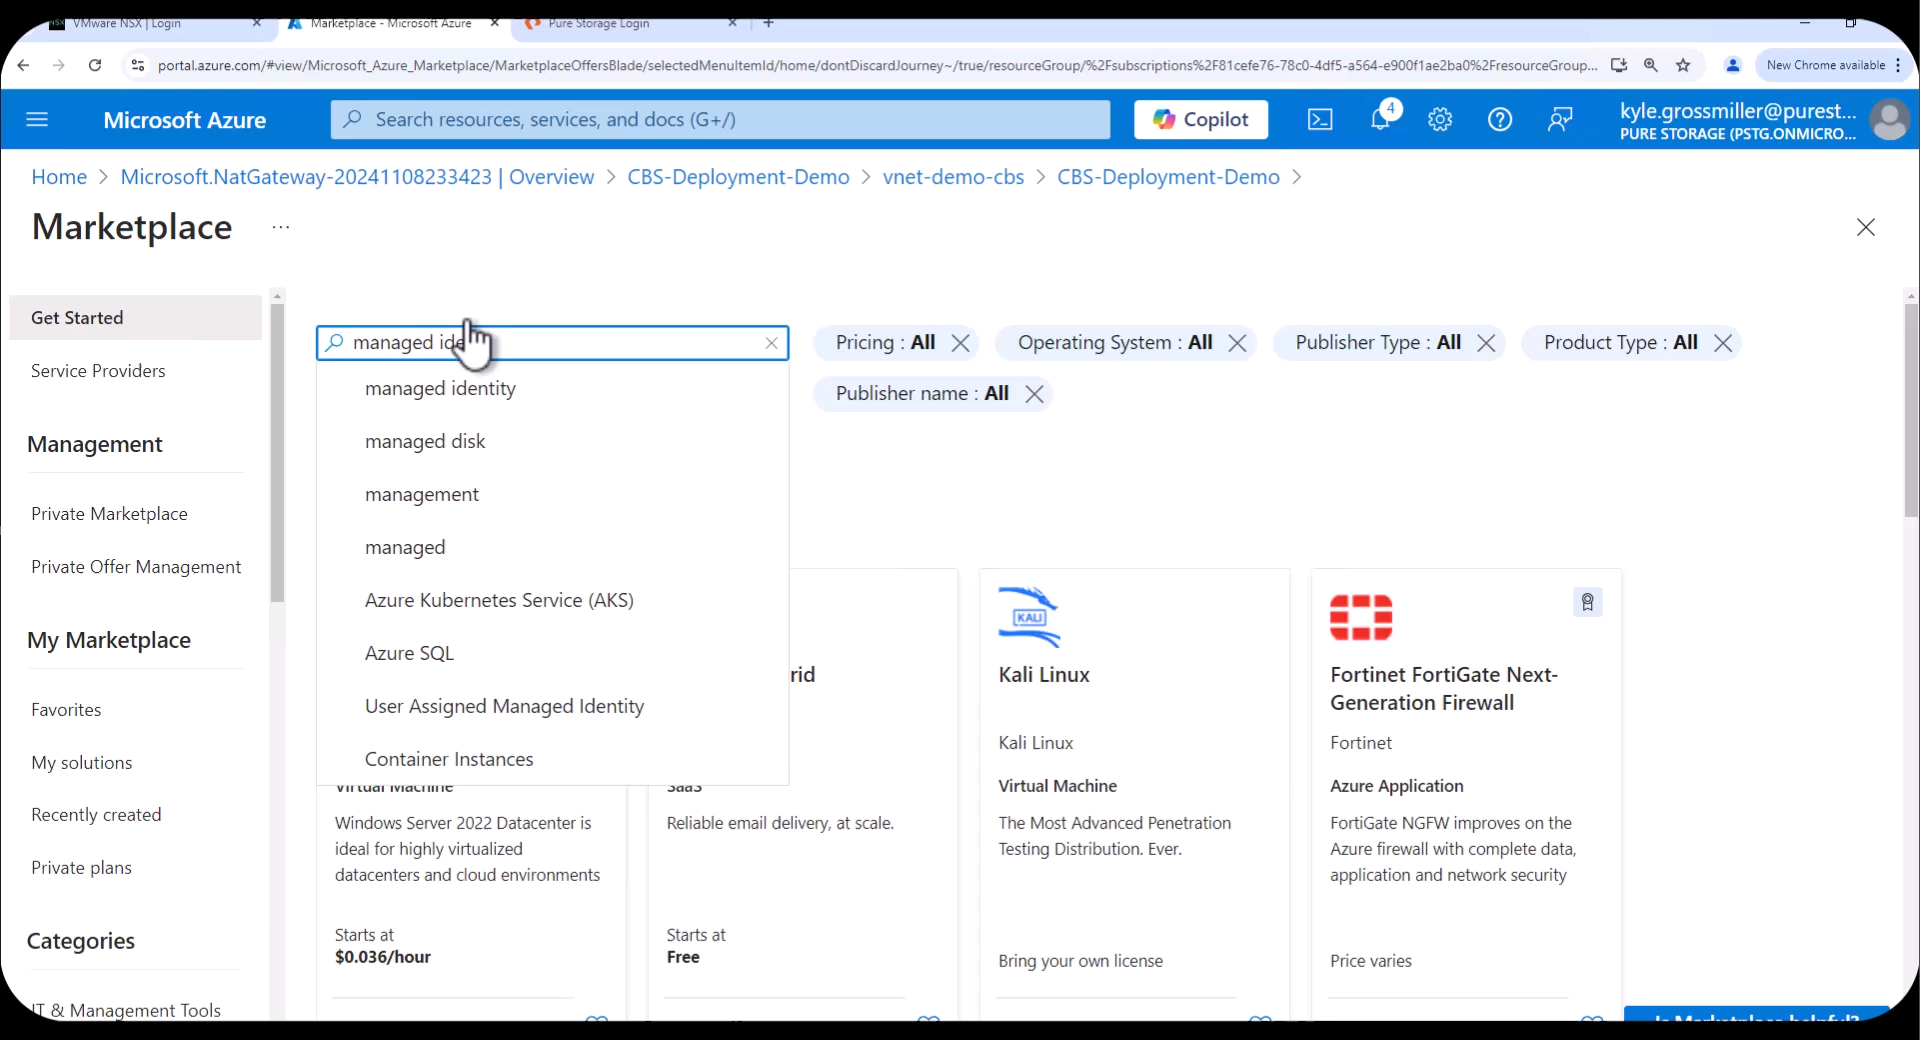 NSX
VMware NSX | Login
Marketplace - Microsoft Azure
Pure Storage Login
portal.azure.com/#view/Microsoft_Azure_Marketplace/MarketplaceOffersBlade/selectedMenuItemId/home/dontDiscardJourney~/true/resourceGroup/%2Fsubscriptions%2F81cefe76-78c0-4df5-a564-e900f1ae2ba0%2FresourceGroup...
New Chrome available
Microsoft Azure
Search resources, services, and docs (G+/)
Copilot
4
kyle.grossmiller@purest...
PURE STORAGE (PSTG.ONMICRO...
Home > Microsoft.NatGateway-20241108233423 | Overview > CBS-Deployment-Demo > vnet-demo-cbs > CBS-Deployment-Demo >
Marketplace ...
Get Started
Service Providers
Management
Private Marketplace
Private Offer Management
My Marketplace
Favorites
My solutions
Recently created
Private plans
Categories
IT & Management Tools
managed ide
managed identity
managed disk
management
managed
Azure Kubernetes Service (AKS)
Azure SQL
User Assigned Managed Identity
Container Instances
Pricing : All
Operating System : All
Publisher Type : All
Product Type : All
Publisher name : All
Virtual Machine
Windows Server 2022 Datacenter is
ideal for highly virtualized
datacenters and cloud environments
Starts at
$0.036/hour
rid
SaaS
Reliable email delivery, at scale.
Starts at
Free
KALI
Kali Linux
Kali Linux
Virtual Machine
The Most Advanced Penetration
Testing Distribution. Ever.
Bring your own license
Fortinet FortiGate Next-
Generation Firewall
Fortinet
Azure Application
FortiGate NGFW improves on the
Azure firewall with complete data,
application and network security
Price varies
Is Marketplace helpful?